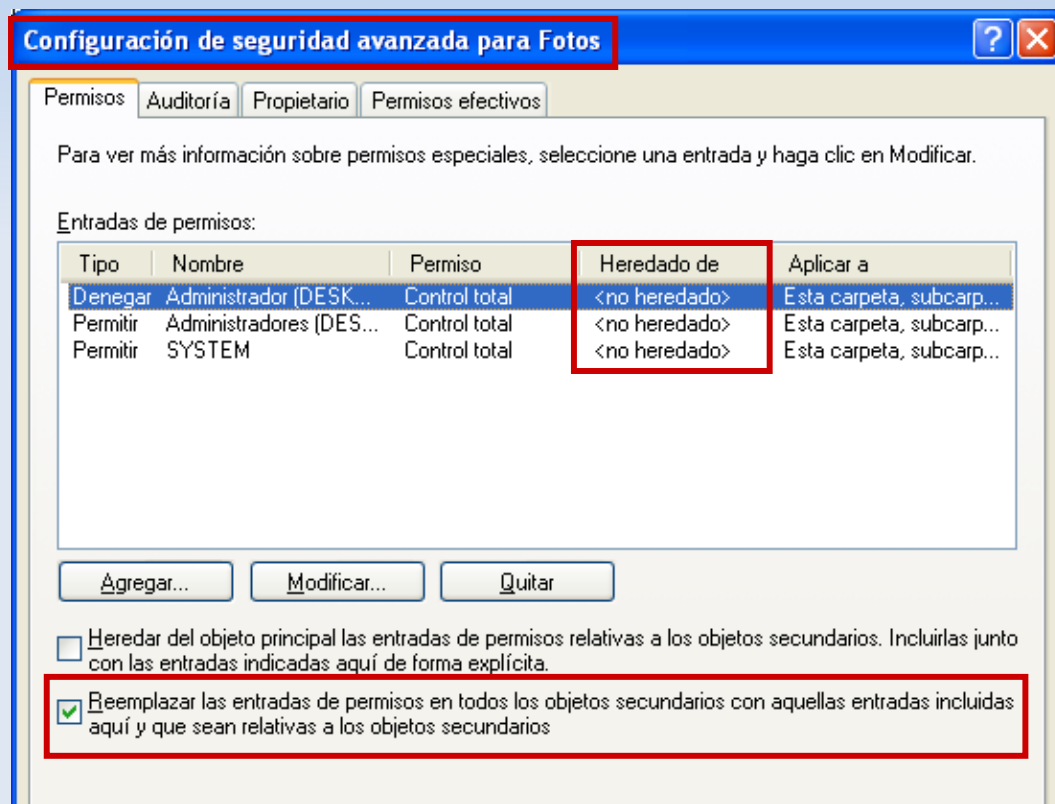 Configuración de seguridad avanzada para Fotos
?
Permisos Auditoría Propietario Permisos efectivos
Para ver más información sobre permisos especiales, seleccione una entrada y haga clic en Modificar.
Entradas de permisos:
Tipo Nombre Permiso Heredado de Aplicar a
Denegar Administrador (DESK... Control total <no heredado> Esta carpeta, subcarp...
Permitir Administradores (DES... Control total <no heredado> Esta carpeta, subcarp...
Permitir SYSTEM Control total <no heredado> Esta carpeta, subcarp...
Agregar... Modificar... Quitar
Heredar del objeto principal las entradas de permisos relativas a los objetos secundarios. Incluirlas junto
con las entradas indicadas aquí de forma explícita.
Reemplazar las entradas de permisos en todos los objetos secundarios con aquellas entradas incluidas
aquí y que sean relativas a los objetos secundarios